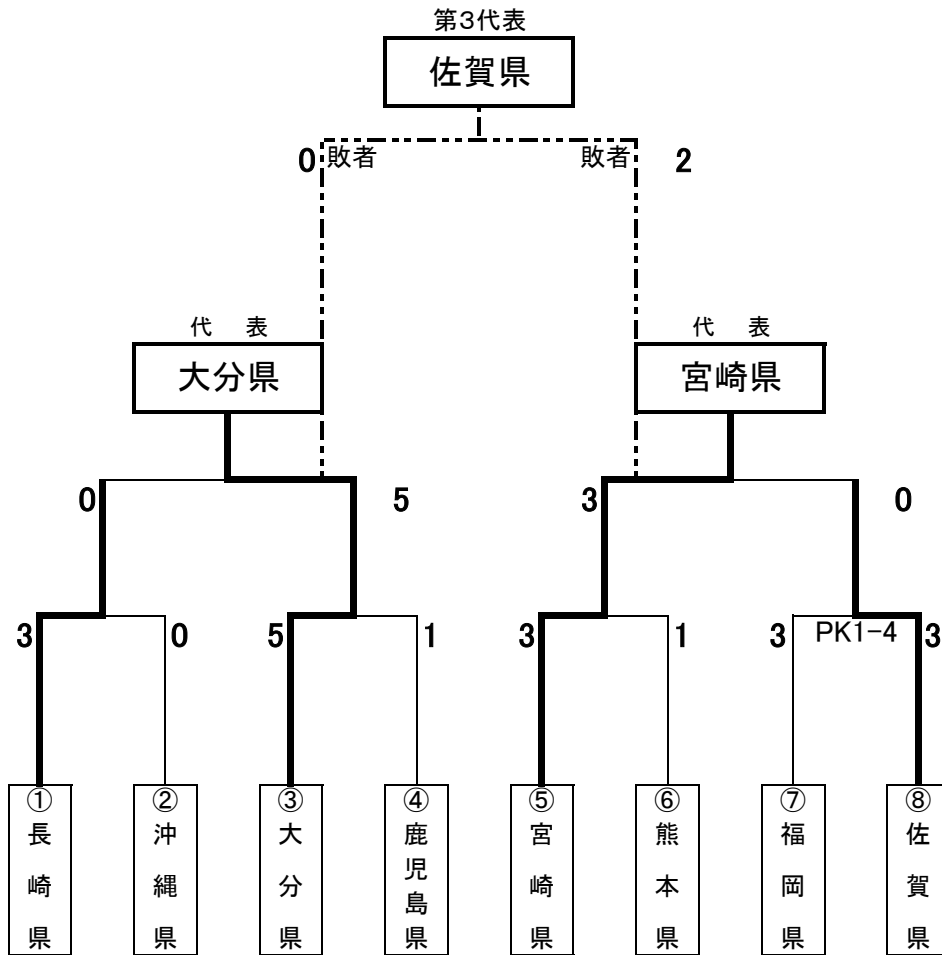 第3代表
佐賀県
0 敗者 敗者 2
代 表 代 表
大分県 宮崎県
0 5 3 0
3 0 5 1 3 1 3 PK1-4 3
① ② ③ ④ ⑤ ⑥ ⑦ ⑧
長崎県
沖縄県
大分県
鹿児島県
宮崎県
熊本県
福岡県
佐賀県